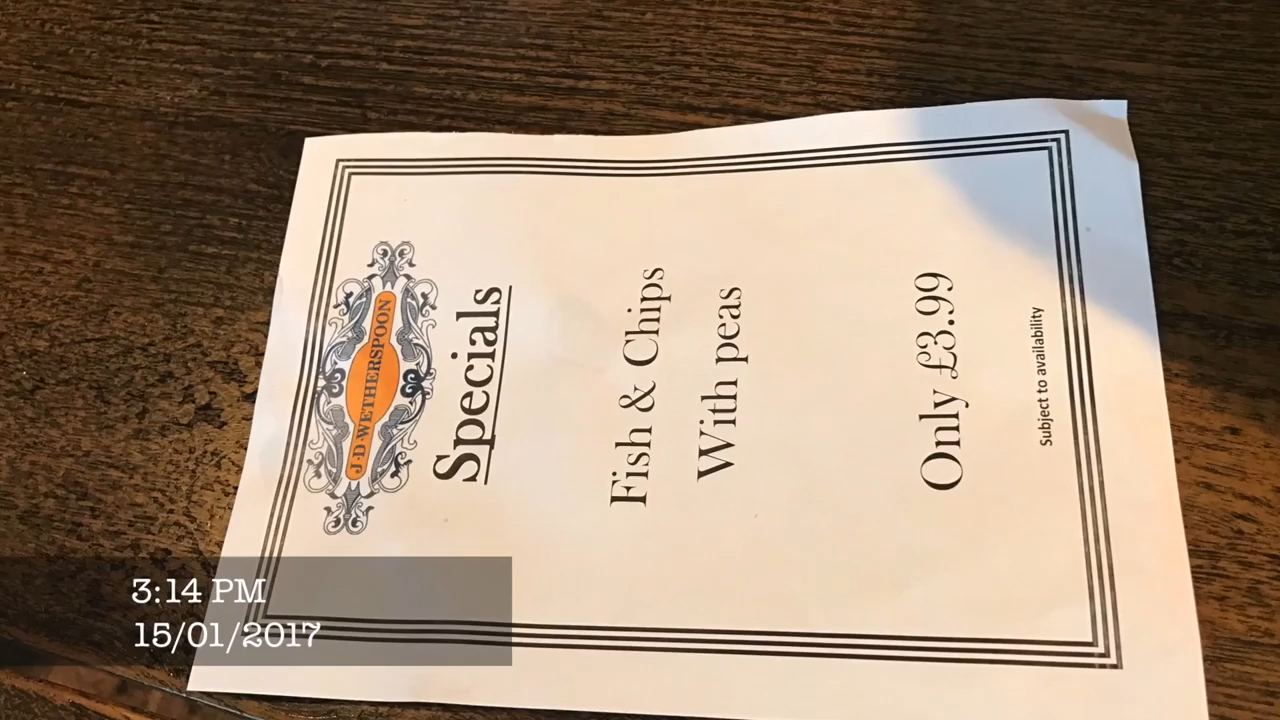 J·D·WETHERSPOON
Specials
Fish & Chips
With peas
Only £3.99
Subject to availability
3:14 PM
15/01/2017